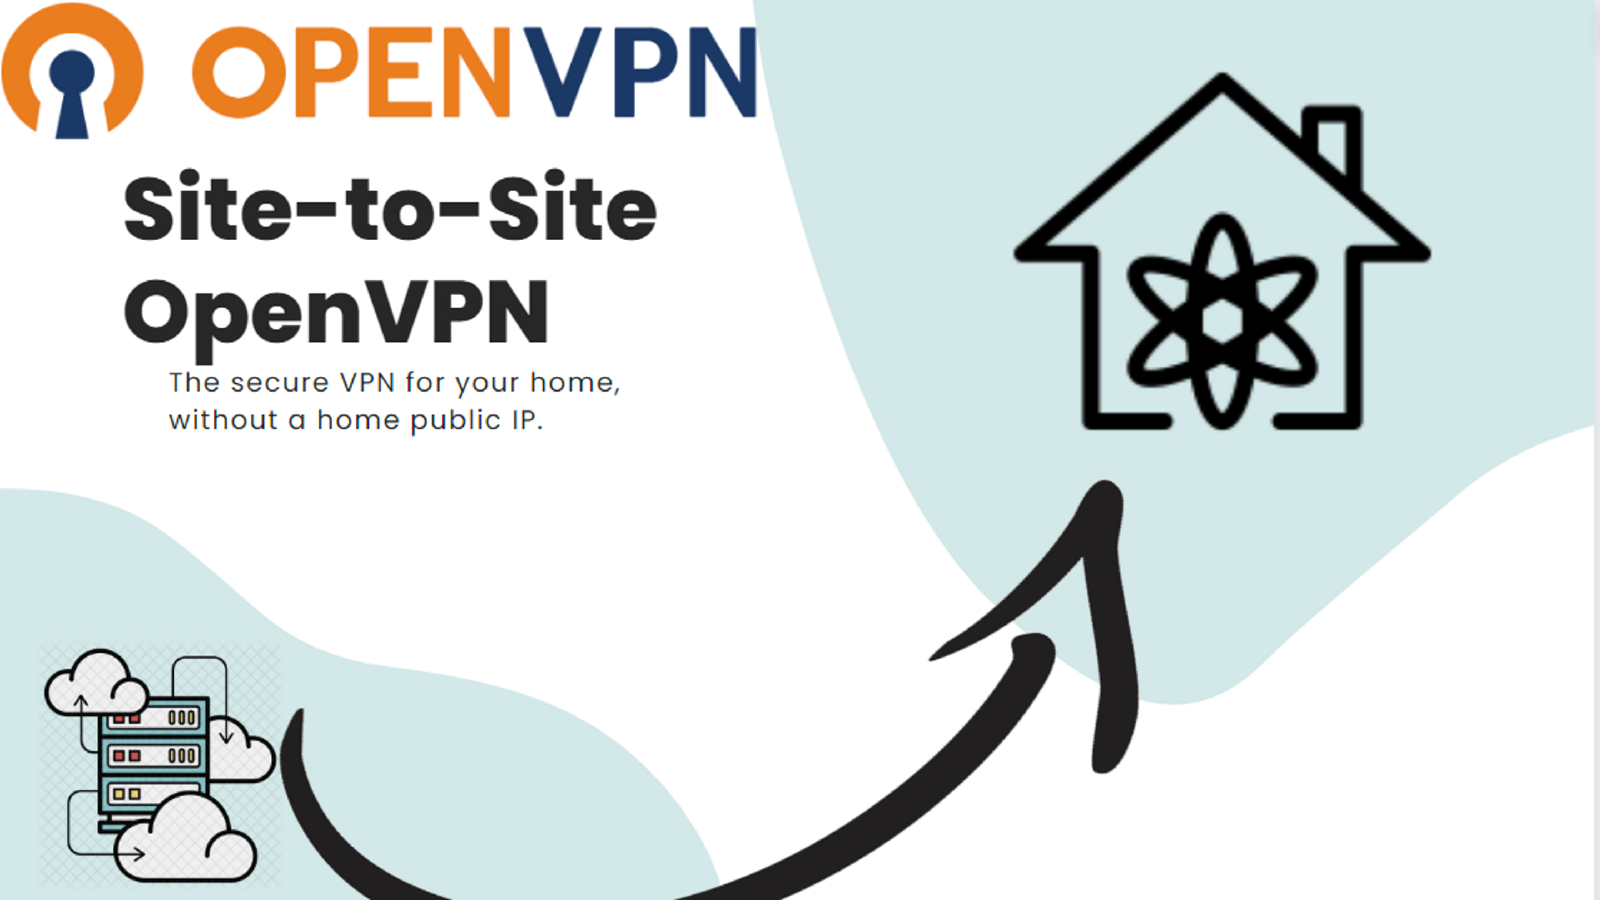 OPENVPN
Site-to-Site
OpenVPN
The secure VPN for your home,
without a home public IP.